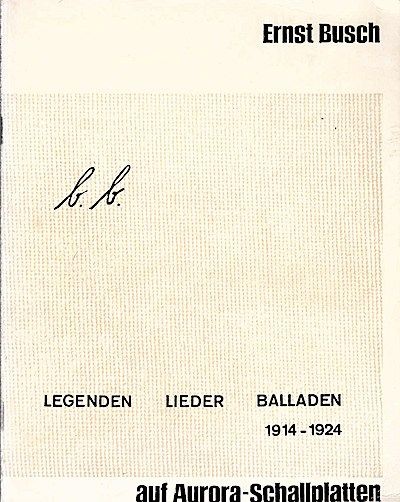 Ernst Busch
b. b.
LEGENDEN LIEDER BALLADEN
1914-1924
auf Aurora-Schallplatten